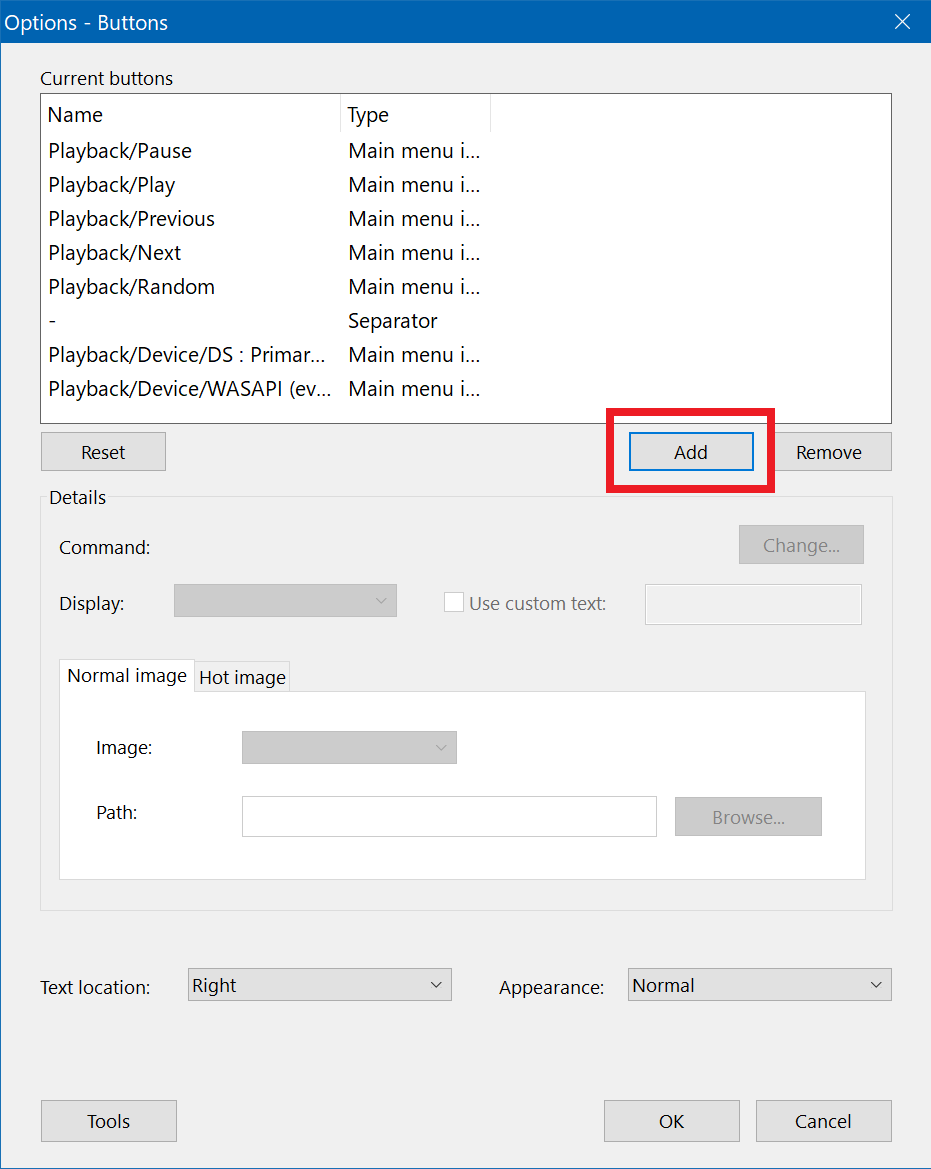 Options - Buttons
Current buttons
Name Type
Playback/Pause Main menu i...
Playback/Play Main menu i...
Playback/Previous Main menu i...
Playback/Next Main menu i...
Playback/Random Main menu i...
- Separator
Playback/Device/DS : Primar... Main menu i...
Playback/Device/WASAPI (ev... Main menu i...
Reset Add Remove
Details
Command: Change...
Display: Use custom text:
Normal image Hot image
Image:
Path: Browse...
Text location: Right Appearance: Normal
Tools OK Cancel